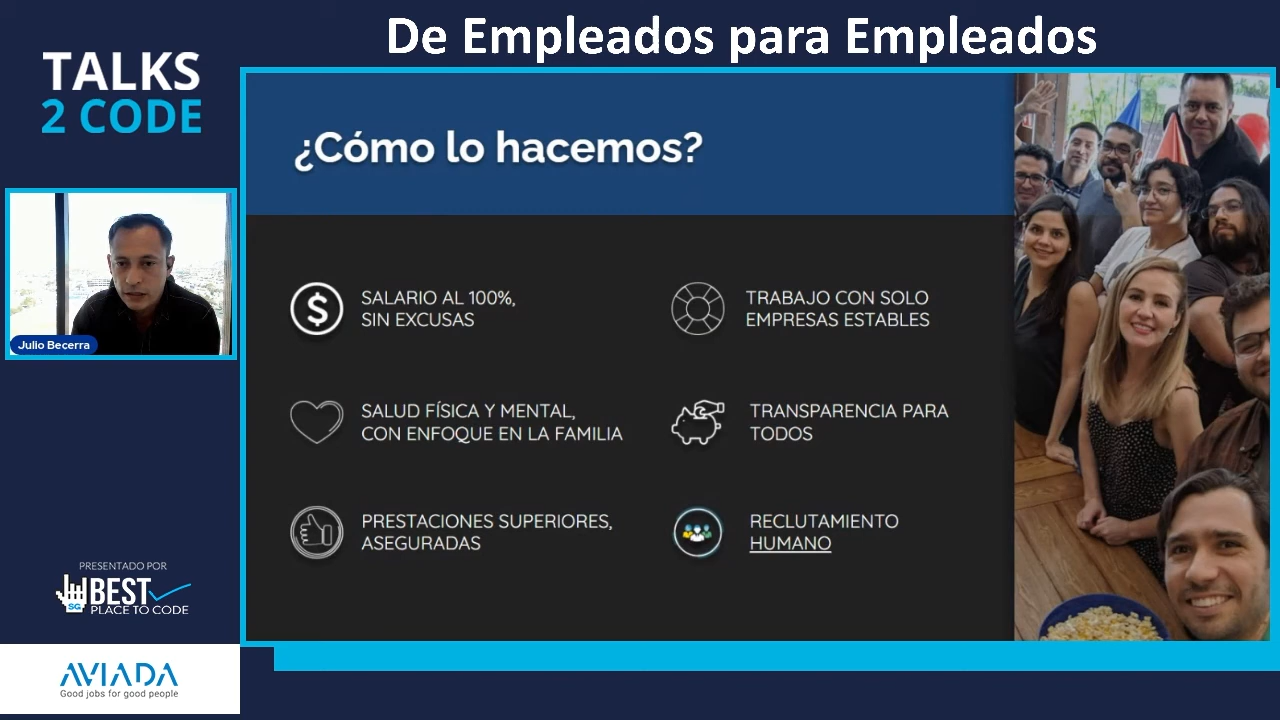 De Empleados para Empleados
TALKS
2 CODE
¿Cómo lo hacemos?
SALARIO AL 100%,
SIN EXCUSAS
TRABAJO CON SOLO
EMPRESAS ESTABLES
Julio Becerra
SALUD FÍSICA Y MENTAL,
CON ENFOQUE EN LA FAMILIA
TRANSPARENCIA PARA
TODOS
PRESTACIONES SUPERIORES,
ASEGURADAS
RECLUTAMIENTO
HUMANO
PRESENTADO POR
SG BEST
PLACE TO CODE
AVIADA
Good jobs for good people